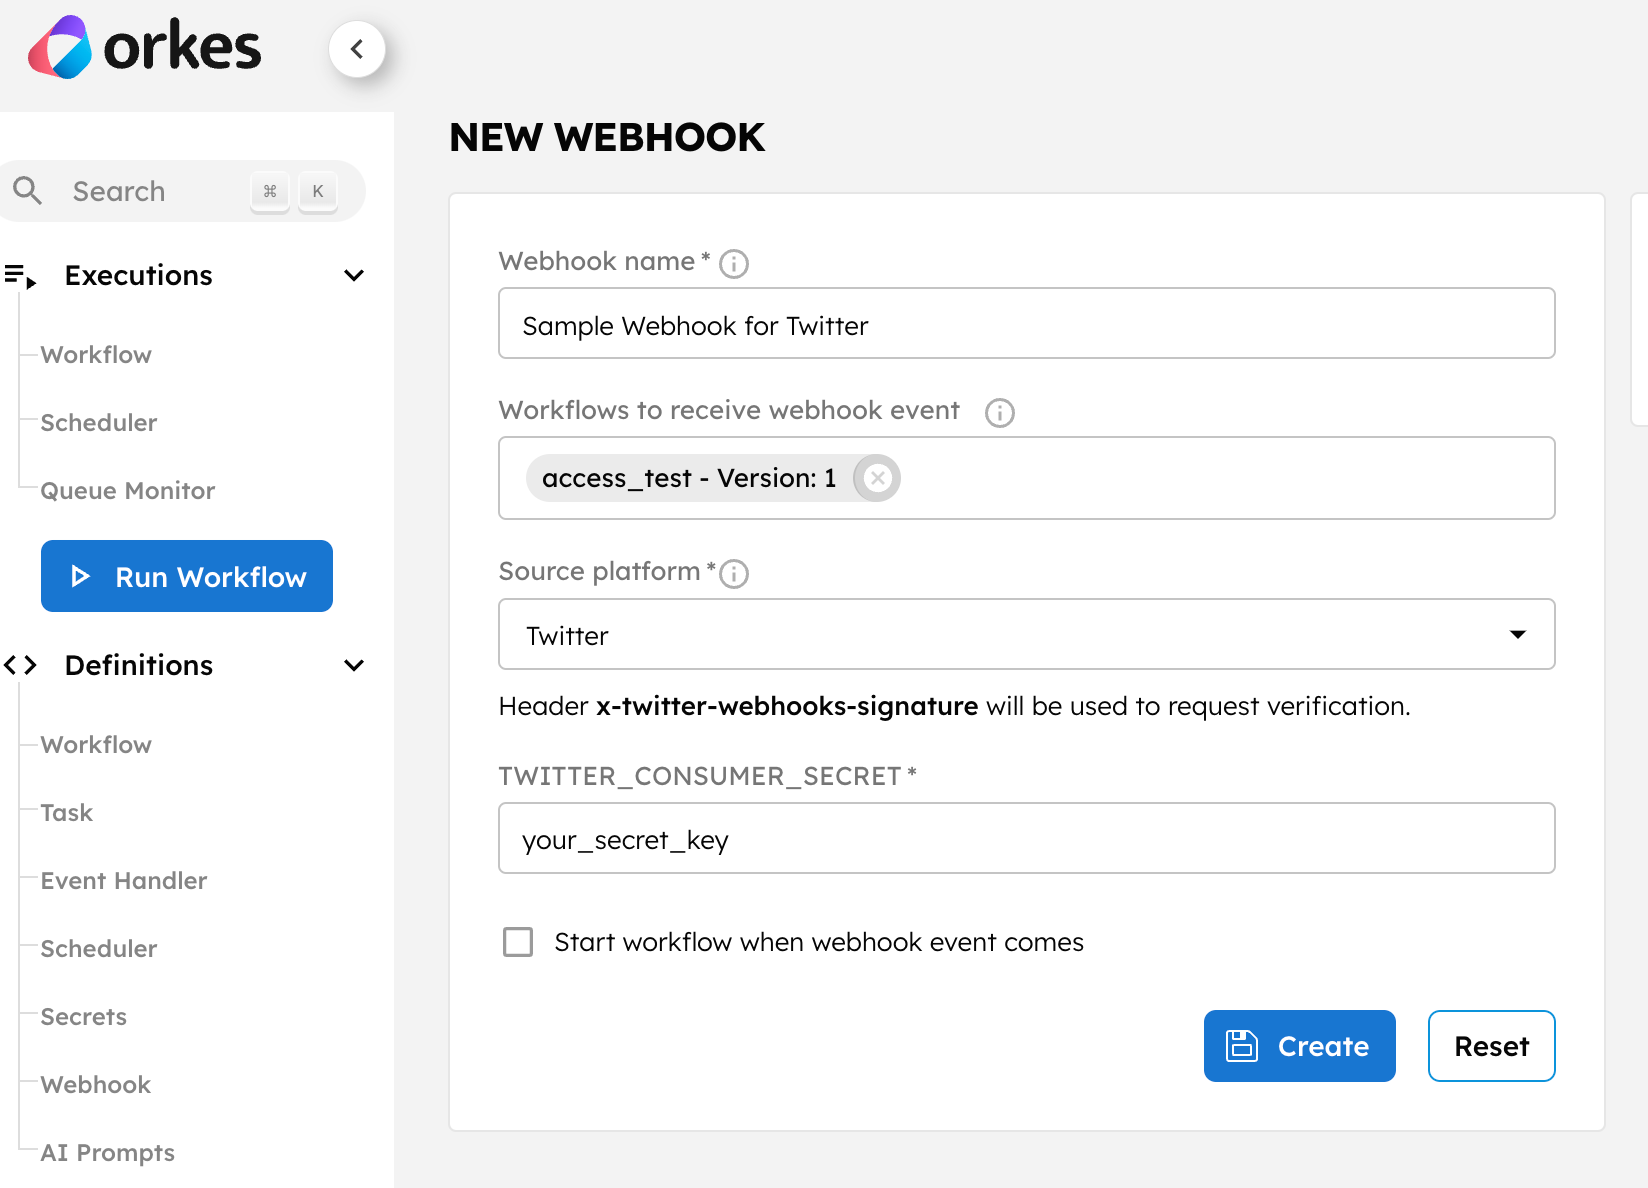 orkes
NEW WEBHOOK
Search ⌘ K
Executions
Workflow
Scheduler
Queue Monitor
Run Workflow
Definitions
Workflow
Task
Event Handler
Scheduler
Secrets
Webhook
AI Prompts
Webhook name *
Sample Webhook for Twitter
Workflows to receive webhook event
access_test - Version: 1
Source platform *
Twitter
Header x-twitter-webhooks-signature will be used to request verification.
TWITTER_CONSUMER_SECRET *
your_secret_key
Start workflow when webhook event comes
Create
Reset